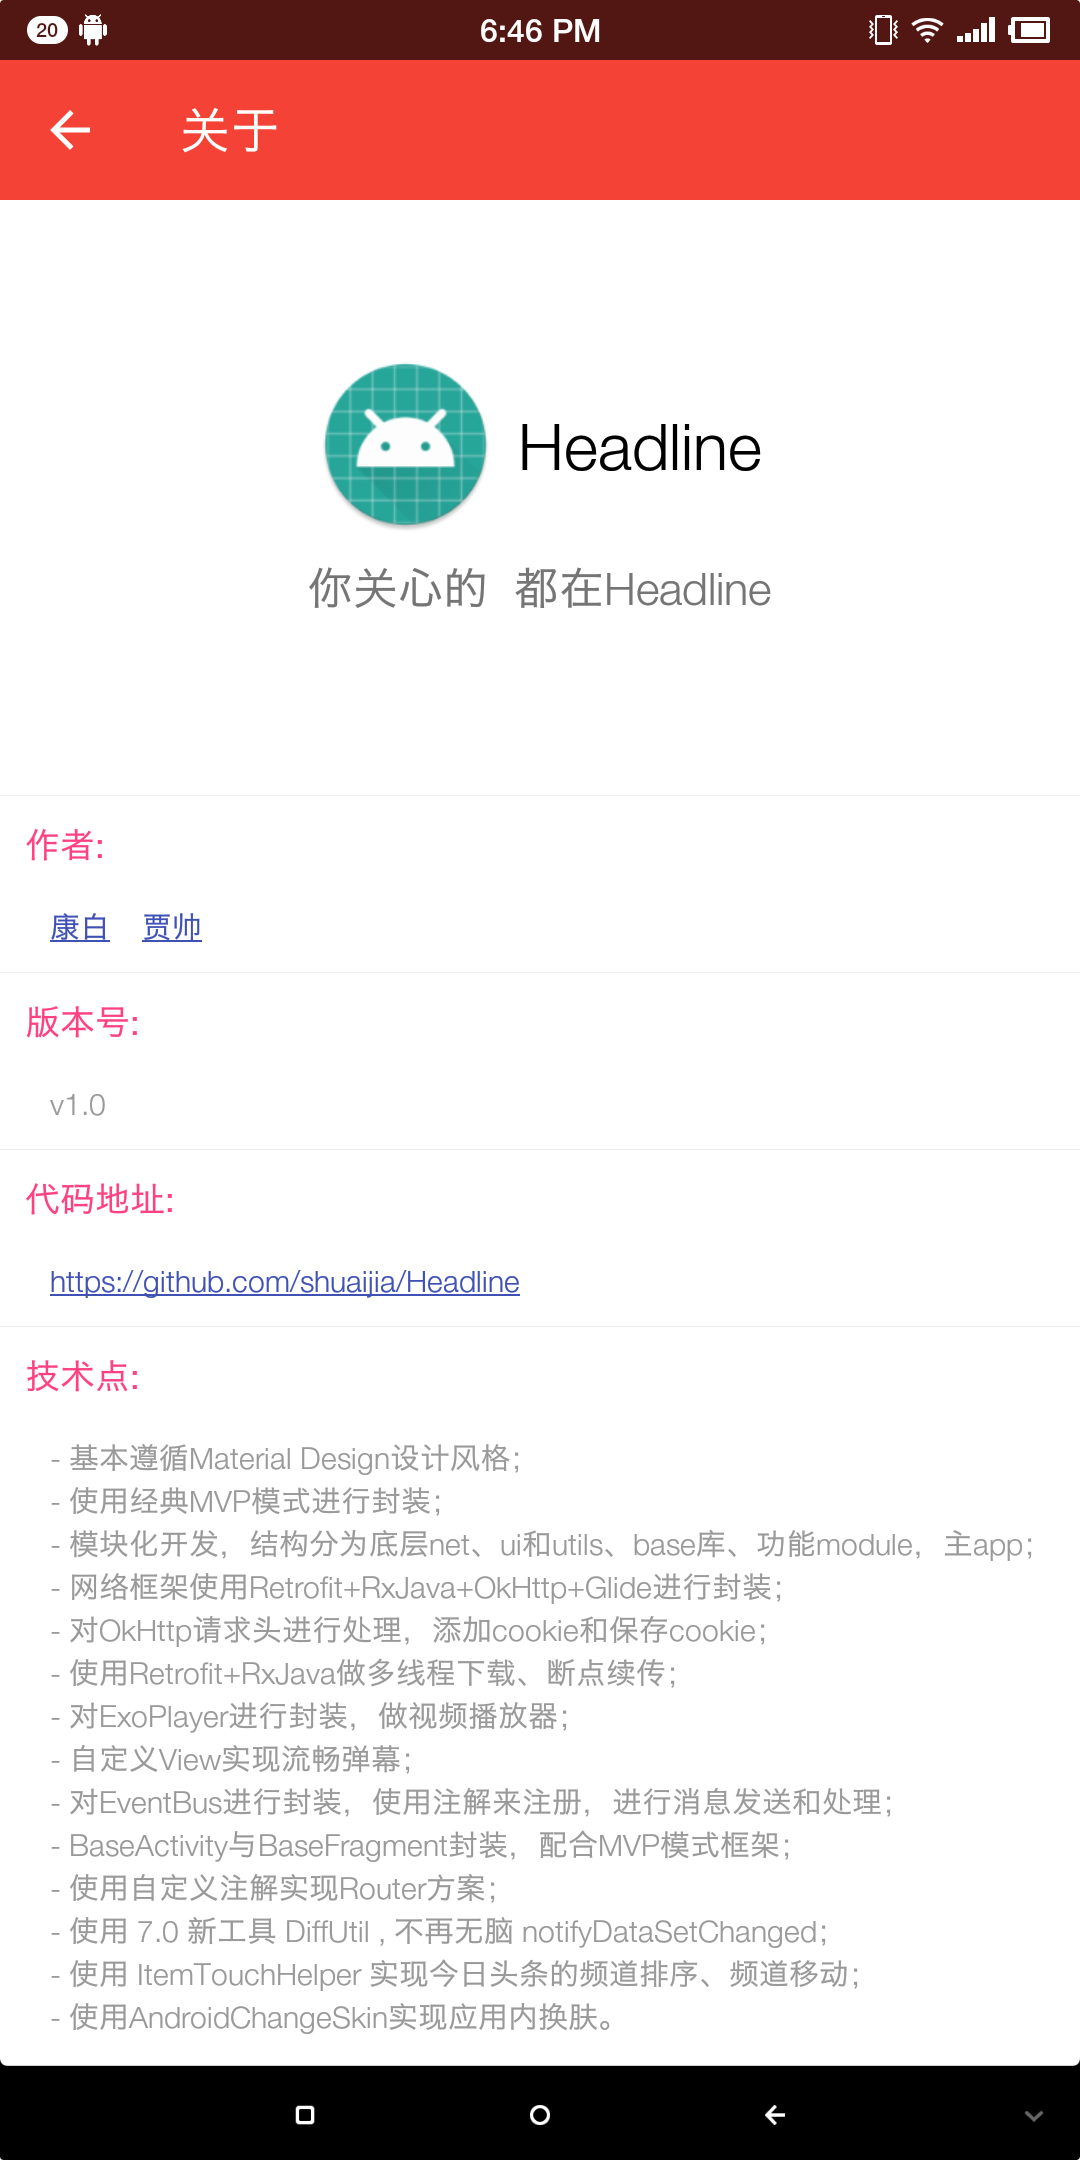 20
6:46 PM
关于
Headline
你关心的 都在Headline
作者:
康白 贾帅
版本号:
v1.0
代码地址:
https://github.com/shuaijia/Headline
技术点:
- 基本遵循Material Design设计风格；
- 使用经典MVP模式进行封装；
- 模块化开发，结构分为底层net、ui和utils、base库、功能module，主app；
- 网络框架使用Retrofit+RxJava+OkHttp+Glide进行封装；
- 对OkHttp请求头进行处理，添加cookie和保存cookie；
- 使用Retrofit+RxJava做多线程下载、断点续传；
- 对ExoPlayer进行封装，做视频播放器；
- 自定义View实现流畅弹幕；
- 对EventBus进行封装，使用注解来注册，进行消息发送和处理；
- BaseActivity与BaseFragment封装，配合MVP模式框架；
- 使用自定义注解实现Router方案；
- 使用 7.0 新工具 DiffUtil , 不再无脑 notifyDataSetChanged；
- 使用 ItemTouchHelper 实现今日头条的频道排序、频道移动；
- 使用AndroidChangeSkin实现应用内换肤。